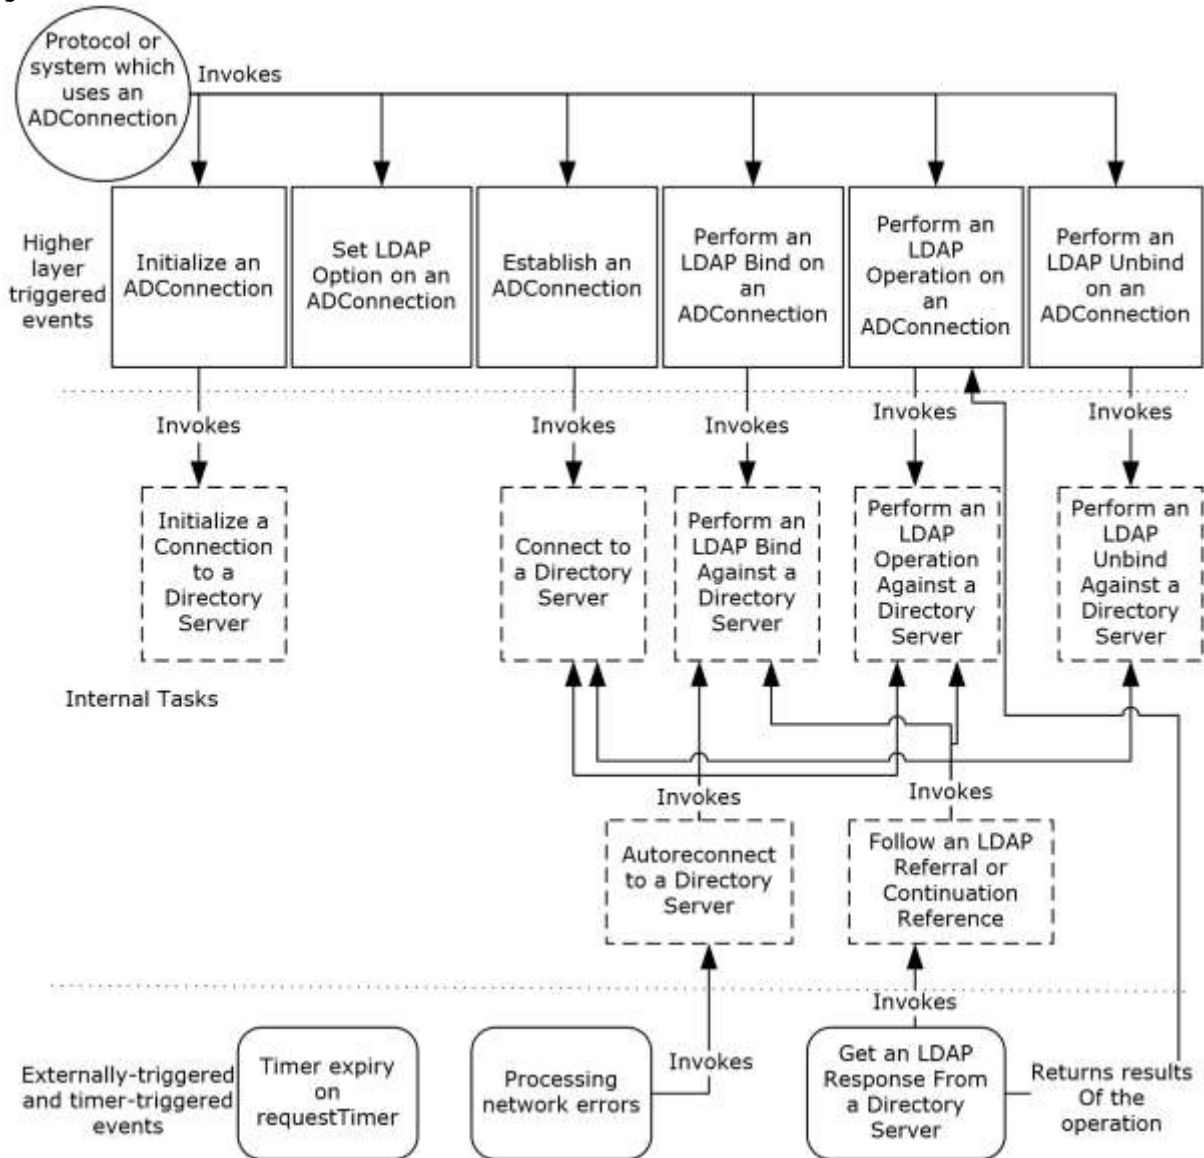 Protocol or
system which
uses an
ADConnection
Invokes
Higher
layer
triggered
events
Initialize an
ADConnection
Set LDAP
Option on an
ADConnection
Establish an
ADConnection
Perform an
LDAP Bind on
an
ADConnection
Perform an
LDAP
Operation on
an
ADConnection
Perform an
LDAP Unbind
on an
ADConnection
Invokes
Invokes
Invokes
Invokes
Invokes
Initialize a
Connection
to a
Directory
Server
Connect to
a Directory
Server
Perform an
LDAP Bind
Against a
Directory
Server
Perform an
LDAP
Operation
Against a
Directory
Server
Perform an
LDAP
Unbind
Against a
Directory
Server
Internal Tasks
Invokes
Invokes
Autoreconnect
to a Directory
Server
Follow an LDAP
Referral or
Continuation
Reference
Invokes
Invokes
Externally-triggered
and timer-triggered
events
Timer expiry
on
requestTimer
Processing
network errors
Get an LDAP
Response From
a Directory
Server
Returns results
Of the
operation